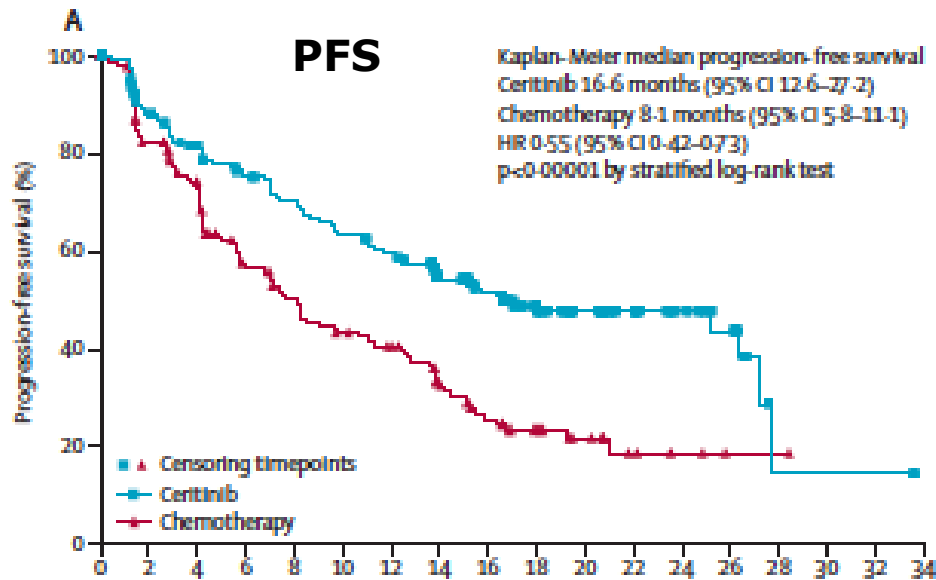 A
PFS
Kaplan-Meier median progression-free survival
Ceritinib 16·6 months (95% CI 12·6–27·2)
Chemotherapy 8·1 months (95% CI 5·8–11·1)
HR 0·55 (95% CI 0·42–0·73)
p<0·00001 by stratified log-rank test
Progression-free survival (%)
100
80
60
40
20
0
Censoring timepoints
Ceritinib
Chemotherapy
0 2 4 6 8 10 12 14 16 18 20 22 24 26 28 30 32 34